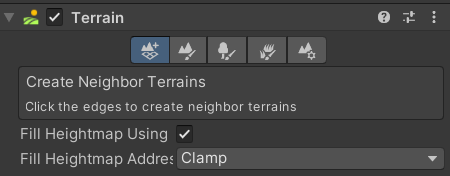 Terrain
Create Neighbor Terrains
Click the edges to create neighbor terrains
Fill Heightmap Using
Fill Heightmap Addres
Clamp